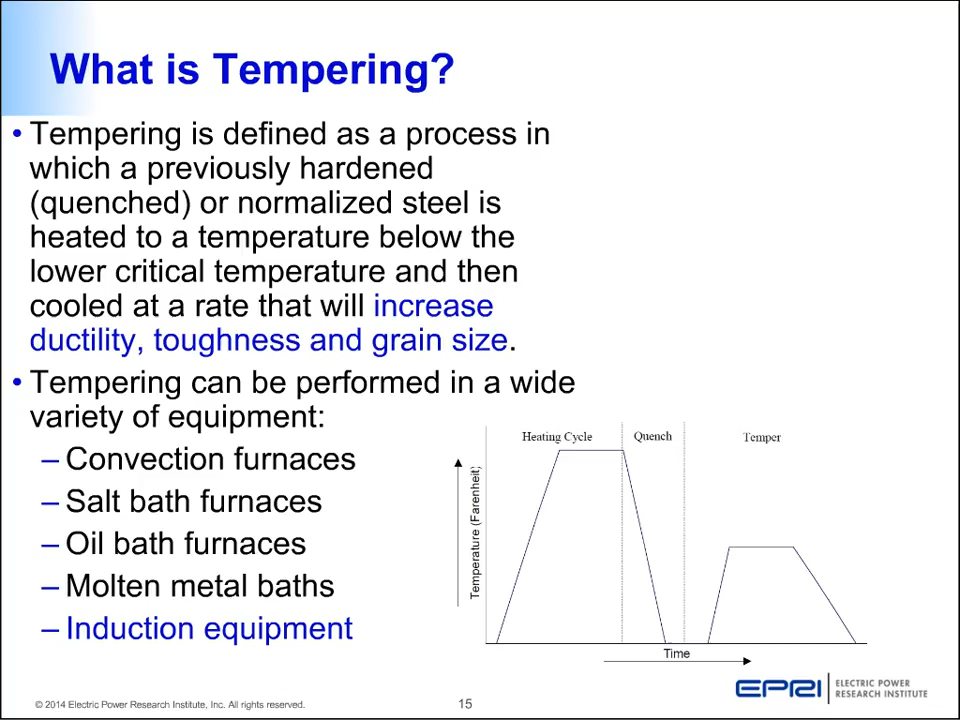 What is Tempering?
• Tempering is defined as a process in
which a previously hardened
(quenched) or normalized steel is
heated to a temperature below the
lower critical temperature and then
cooled at a rate that will increase
ductility, toughness and grain size.
• Tempering can be performed in a wide
variety of equipment:
– Convection furnaces
– Salt bath furnaces
– Oil bath furnaces
– Molten metal baths
– Induction equipment
Heating Cycle
Quench
Temper
Temperature (Farenheit)
Time
© 2014 Electric Power Research Institute, Inc. All rights reserved.
15
EPRI
ELECTRIC POWER
RESEARCH INSTITUTE